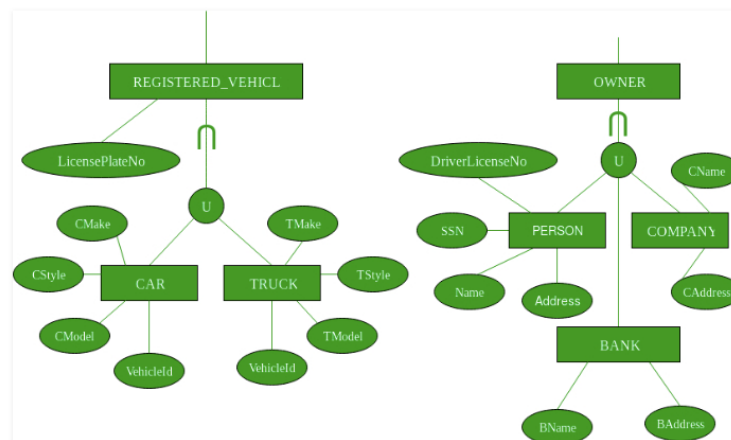 REGISTERED_VEHICL
OWNER
LicensePlateNo
DriverLicenseNo
U
CName
U
CMake
TMake
SSN
PERSON
COMPANY
CStyle
CAR
TRUCK
TStyle
Name
Address
CAddress
CModel
TModel
BANK
VehicleId
VehicleId
BName
BAddress